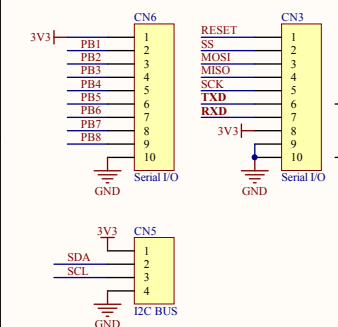 CN6
3V3
1
PB1
2
PB2
3
PB3
4
PB4
5
PB5
6
PB6
7
PB7
8
PB8
9
10
GND
Serial I/O
CN3
RESET
1
SS
2
MOSI
3
MISO
4
SCK
5
TXD
6
RXD
7
3V3
8
9
10
GND
Serial I/O
3V3
CN5
1
SDA
2
SCL
3
4
GND
I2C BUS